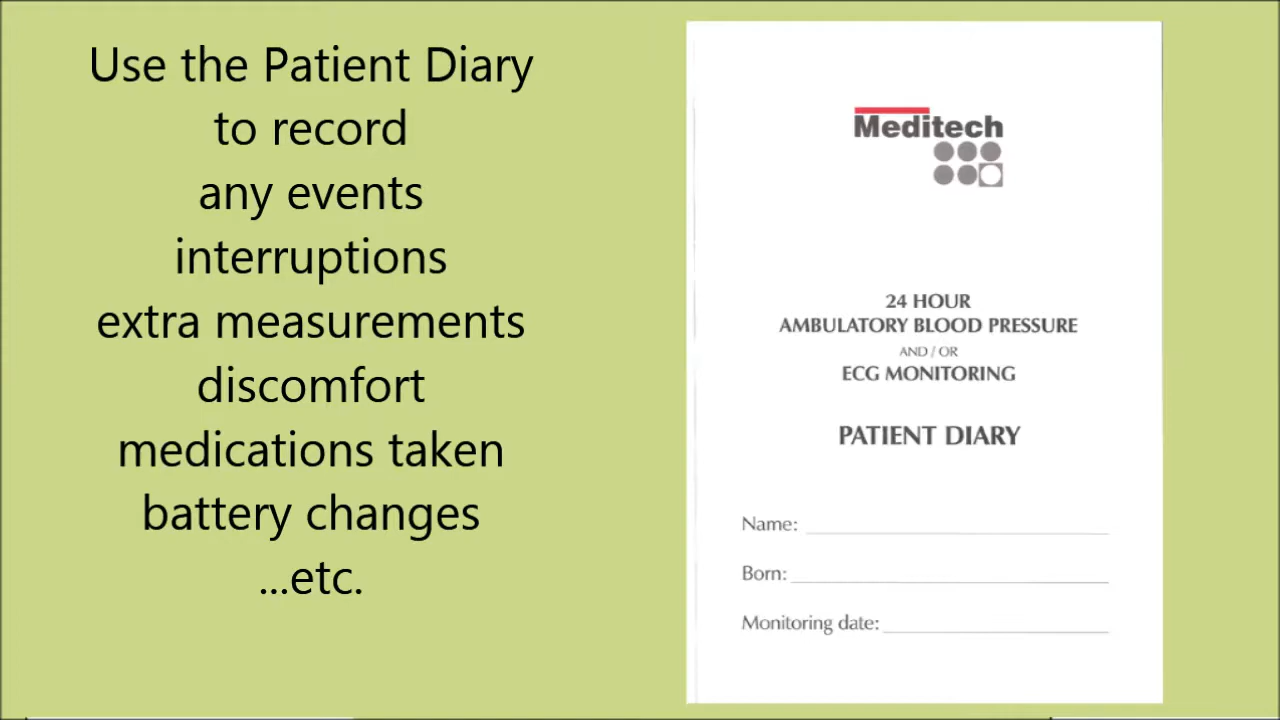 Use the Patient Diary
to record
any events
interruptions
extra measurements
discomfort
medications taken
battery changes
...etc.
Meditech
24 HOUR
AMBULATORY BLOOD PRESSURE
AND / OR
ECG MONITORING
PATIENT DIARY
Name:
Born:
Monitoring date: